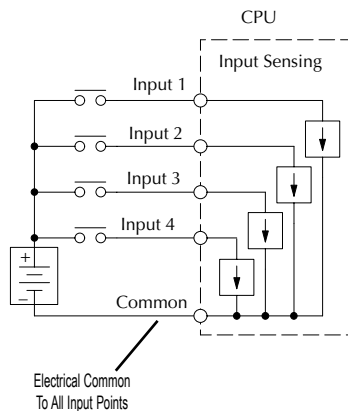 CPU
Input Sensing
Input 1
Input 2
Input 3
Input 4
+
–
Common
Electrical Common
To All Input Points